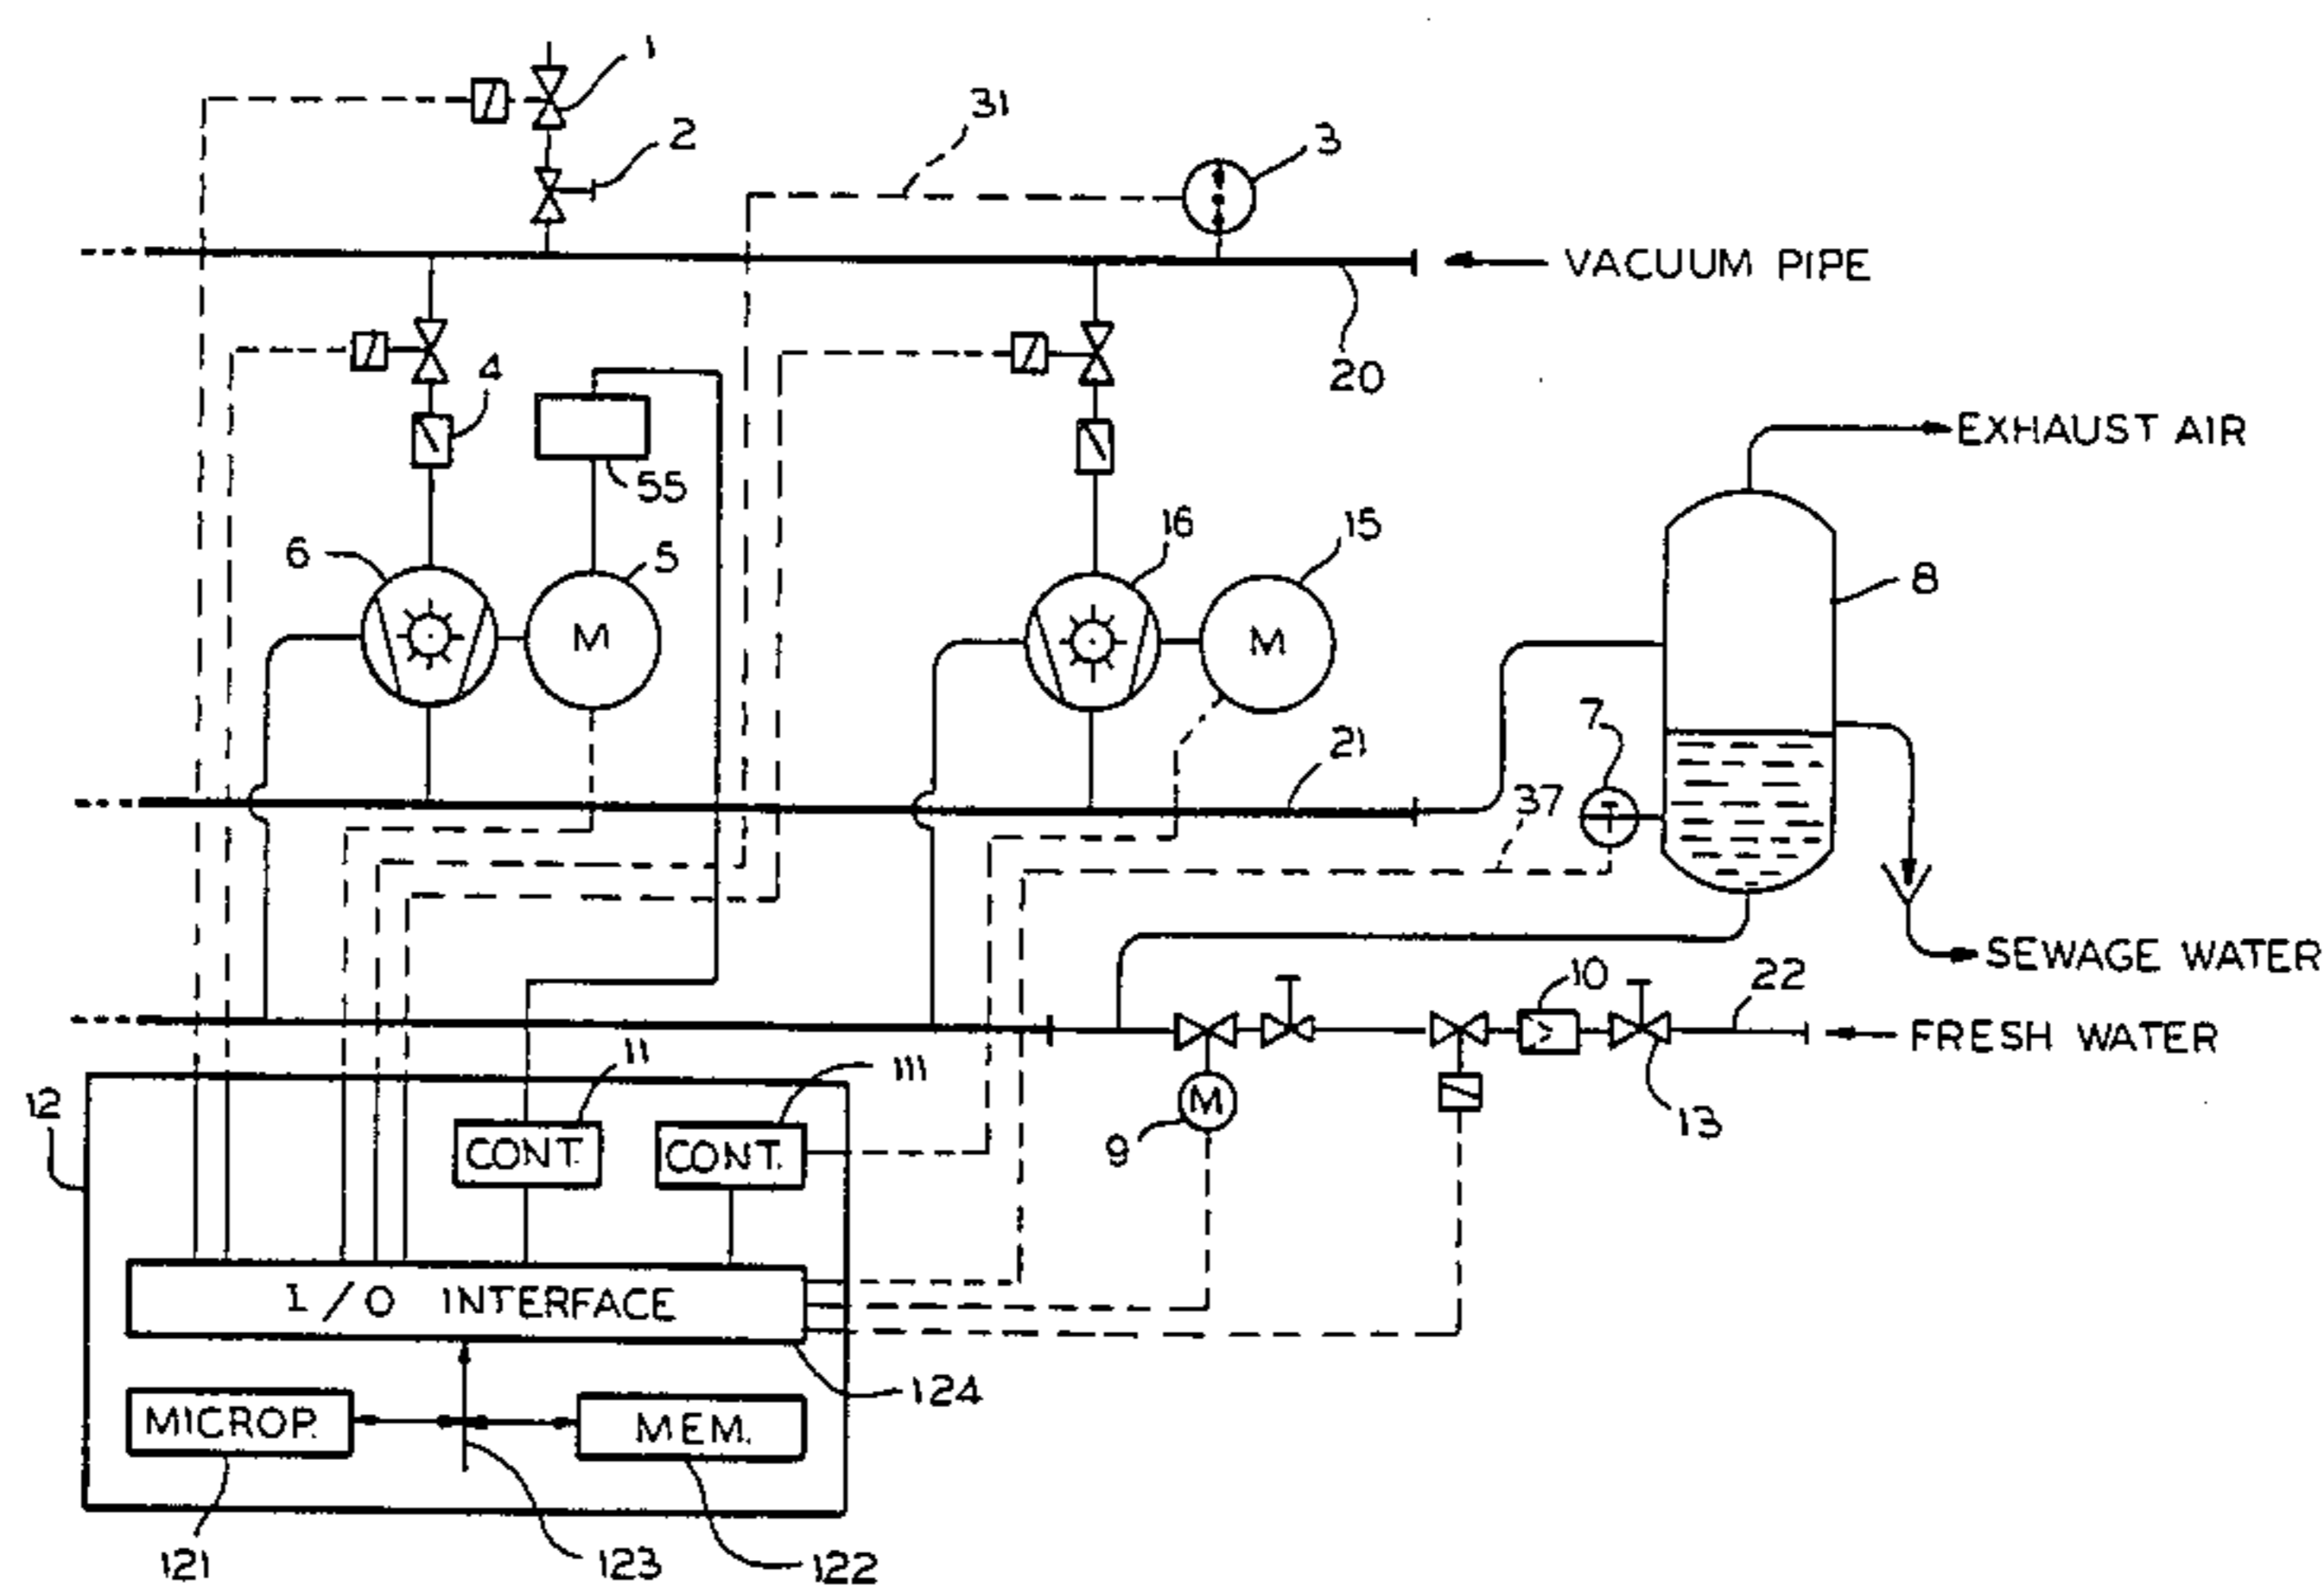 1
2
31
3
VACUUM PIPE
4
20
55
EXHAUST AIR
6
5
16
15
8
M
M
7
21
37
SEWAGE WATER
10
22
FRESH WATER
11
111
12
M
13
9
CONT.
CONT.
I/O INTERFACE
124
MICROP.
MEM.
121
123
122